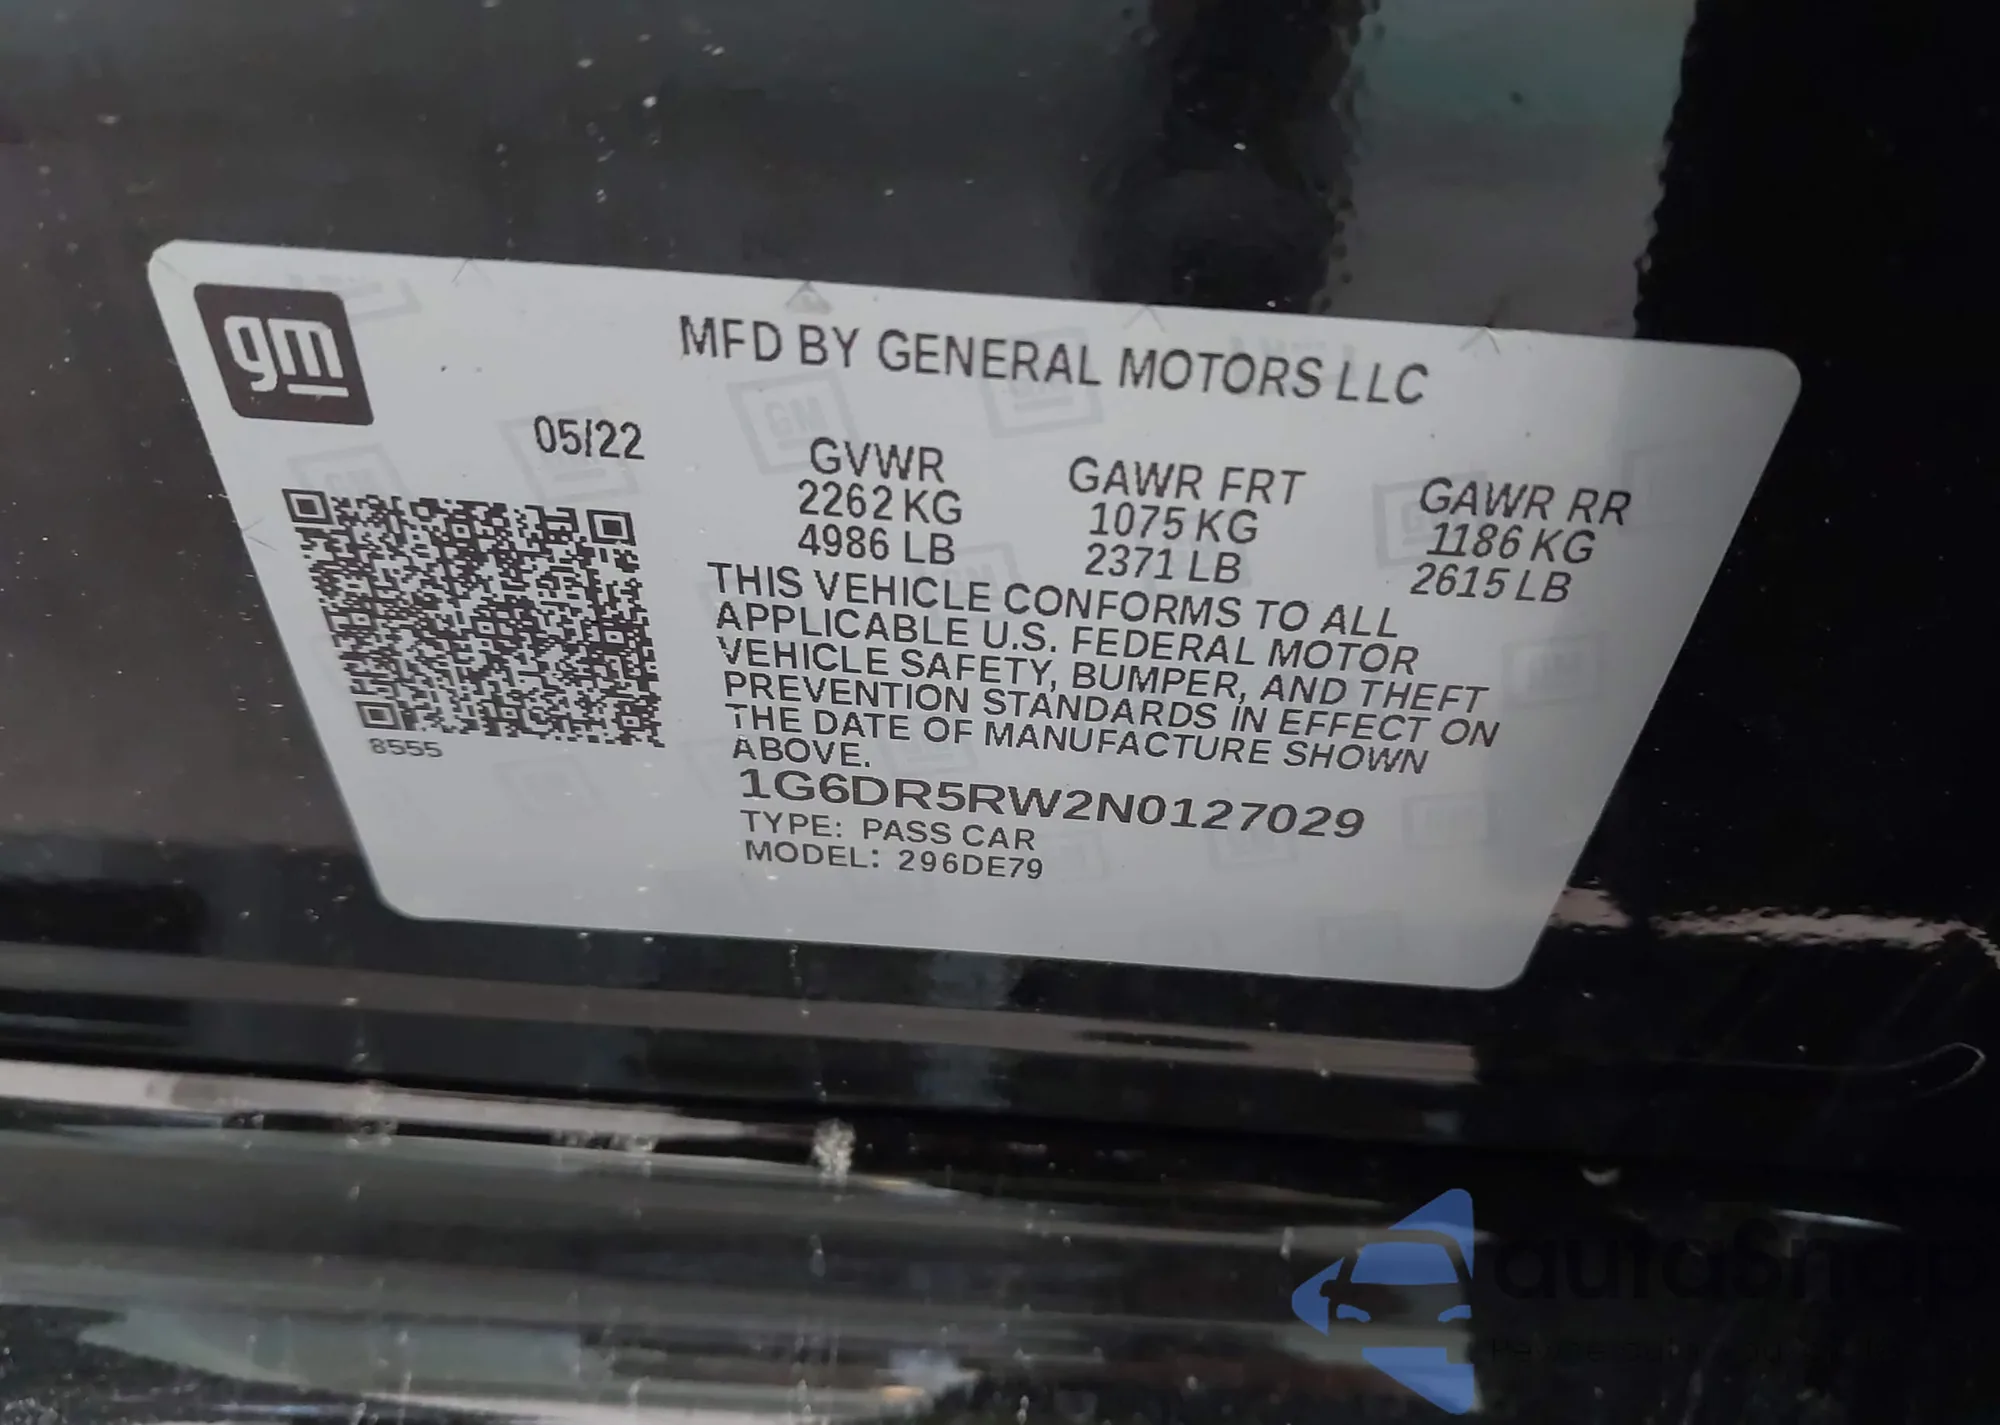 gm
MFD BY GENERAL MOTORS LLC
05/22
GVWR GAWR FRT GAWR RR
2262 KG 1075 KG 1186 KG
4986 LB 2371 LB 2615 LB
THIS VEHICLE CONFORMS TO ALL
APPLICABLE U.S. FEDERAL MOTOR
VEHICLE SAFETY, BUMPER, AND THEFT
PREVENTION STANDARDS IN EFFECT ON
THE DATE OF MANUFACTURE SHOWN
ABOVE.
8555
1G6DR5RW2N0127029
TYPE: PASS CAR
MODEL: 296DE79
autosnap